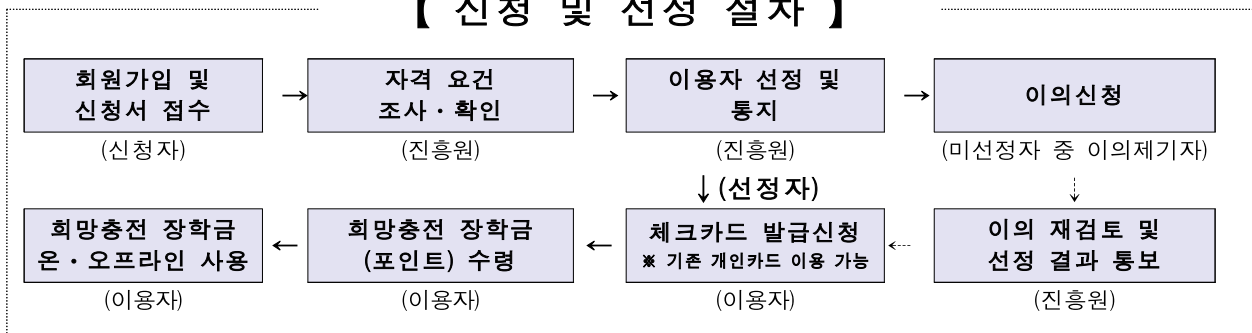 【 신청 및 선정 절차 】
회원가입 및
신청서 접수
(신청자)
→
자격 요건
조사·확인
(진흥원)
→
이용자 선정 및
통지
(진흥원)
→
이의신청
(미선정자 중 이의제기자)
↓ (선정자)
희망충전 장학금
온·오프라인 사용
(이용자)
←
희망충전 장학금
(포인트) 수령
(이용자)
←
체크카드 발급신청
※ 기존 개인카드 이용 가능
(이용자)
이의 재검토 및
선정 결과 통보
(진흥원)